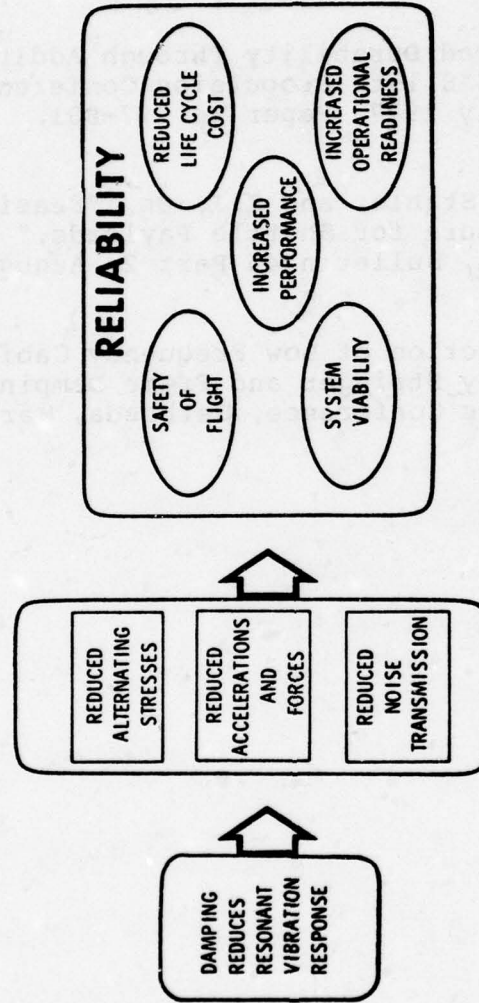 DAMPING
REDUCES
RESONANT
VIBRATION
RESPONSE
REDUCED
ALTERNATING
STRESSES
REDUCED
ACCELERATIONS
AND
FORCES
REDUCED
NOISE
TRANSMISSION
RELIABILITY
SAFETY
OF
FLIGHT
REDUCED
LIFE CYCLE
COST
INCREASED
PERFORMANCE
SYSTEM
VIABILITY
INCREASED
OPERATIONAL
READINESS